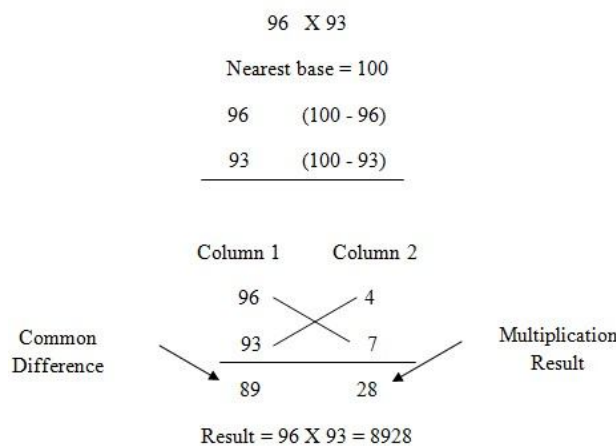 96 X 93
Nearest base = 100
96 (100 - 96)
93 (100 - 93)
Column 1 Column 2
96 4
93 7
Common
Difference
Multiplication
Result
89 28
Result = 96 X 93 = 8928